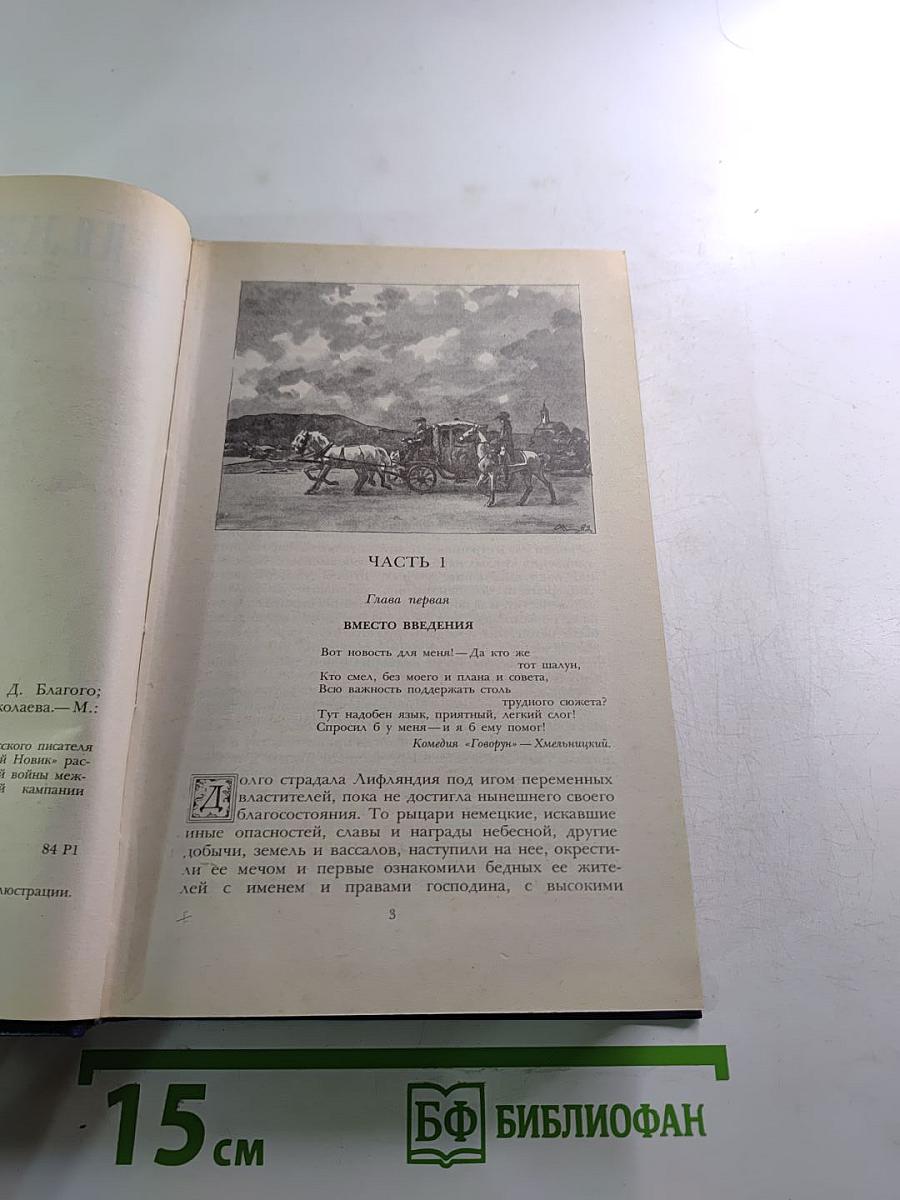 Д. Благого;
колаева.— М.:
сского писателя
й Новик» рас-
й войны меж-
й кампании
84 Р1
люстрации.
ЧАСТЬ 1
Глава первая
ВМЕСТО ВВЕДЕНИЯ
Вот новость для меня! — Да кто же
тот шалун,
Кто смел, без моего и плана и совета,
Всю важность поддержать столь
трудного сюжета?
Тут надобен язык, приятный, легкий слог!
Спросил б у меня — и я б ему помог!
Комедия «Говорун» — Хмельницкий.
Долго страдала Лифляндия под игом переменных
властителей, пока не достигла нынешнего своего
благосостояния. То рыцари немецкие, искавшие
иные опасностей, славы и награды небесной, другие
добычи, земель и вассалов, наступили на нее, окрести-
ли ее мечом и первые ознакомили бедных ее жите-
лей с именем и правами господина, с высокими
3
15 см
БФ БИБЛИОФАН